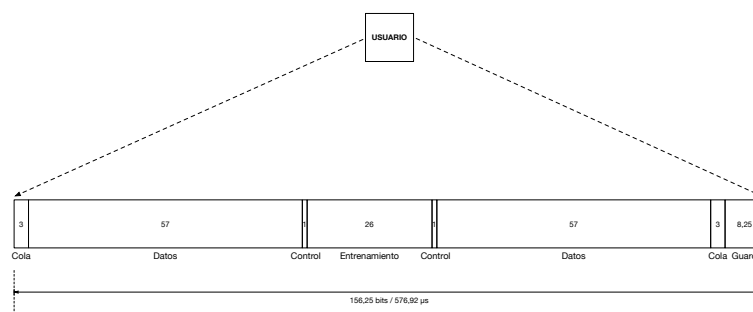 USUARIO
3 57 1 26 1 57 3 8,25
Cola Datos Control Entrenamiento Control Datos Cola
156,25 bits / 576,92 µs